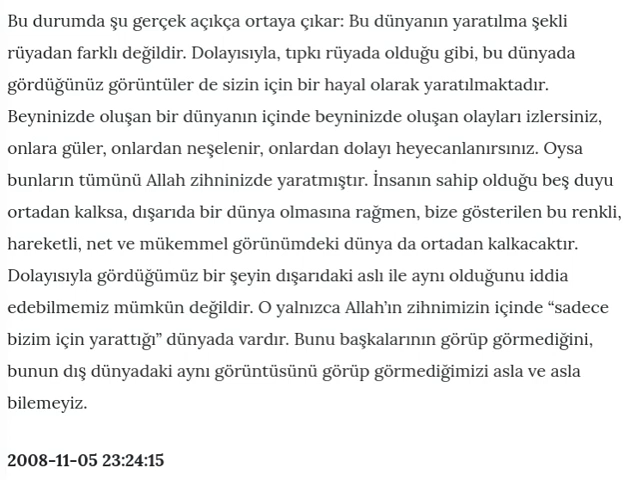 Bu durumda şu gerçek açıkça ortaya çıkar: Bu dünyanın yaratılma şekli
rüyadan farklı değildir. Dolayısıyla, tıpkı rüyada olduğu gibi, bu dünyada
gördüğünüz görüntüler de sizin için bir hayal olarak yaratılmaktadır.
Beyninizde oluşan bir dünyanın içinde beyninizde oluşan olayları izlersiniz,
onlara güler, onlardan neşelenir, onlardan dolayı heyecanlanırsınız. Oysa
bunların tümünü Allah zihninizde yaratmıştır. İnsanın sahip olduğu beş duyu
ortadan kalksa, dışarıda bir dünya olmasına rağmen, bize gösterilen bu renkli,
hareketli, net ve mükemmel görünümdeki dünya da ortadan kalkacaktır.
Dolayısıyla gördüğümüz bir şeyin dışarıdaki aslı ile aynı olduğunu iddia
edebilmemiz mümkün değildir. O yalnızca Allah’ın zihnimizin içinde “sadece
bizim için yarattığı” dünyada vardır. Bunu başkalarının görüp görmediğini,
bunun dış dünyadaki aynı görüntüsünü görüp görmediğimizi asla ve asla
bilemeyiz.
2008-11-05 23:24:15